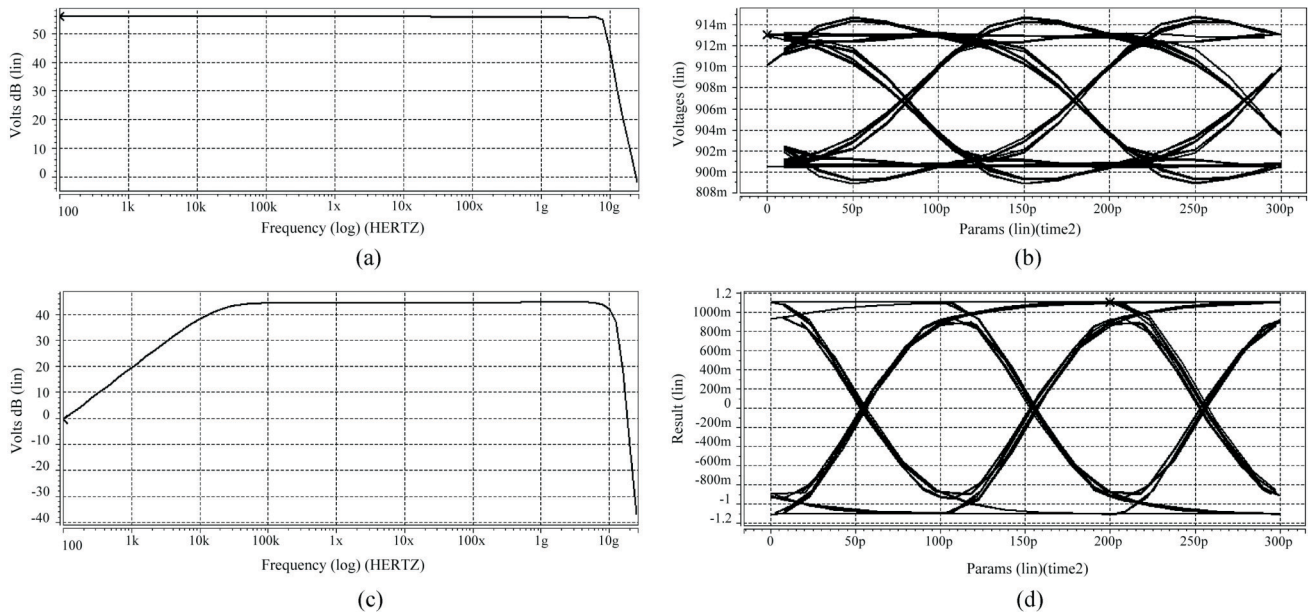 50
40
30
20
10
0
Volts dB (lin)
100 1k 10k 100k 1x 10x 100x 1g 10g
Frequency (log) (HERTZ)
(a)
914m
912m
910m
908m
906m
904m
902m
900m
808m
Voltages (lin)
0 50p 100p 150p 200p 250p 300p
Params (lin)(time2)
(b)
40
30
20
10
0
-10
-20
-30
-40
Volts dB (lin)
100 1k 10k 100k 1x 10x 100x 1g 10g
Frequency (log) (HERTZ)
(c)
1.2
1000m
800m
600m
400m
200m
0
-200m
-400m
-600m
-800m
-1
-1.2
Result (lin)
0 50p 100p 150p 200p 250p 300p
Params (lin)(time2)
(d)